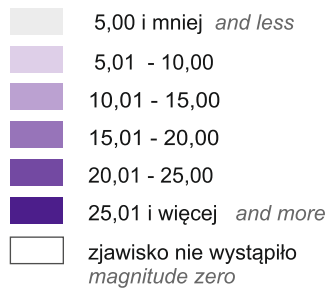 5,00 i mniej and less
5,01 - 10,00
10,01 - 15,00
15,01 - 20,00
20,01 - 25,00
25,01 i więcej and more
zjawisko nie wystąpiło
magnitude zero